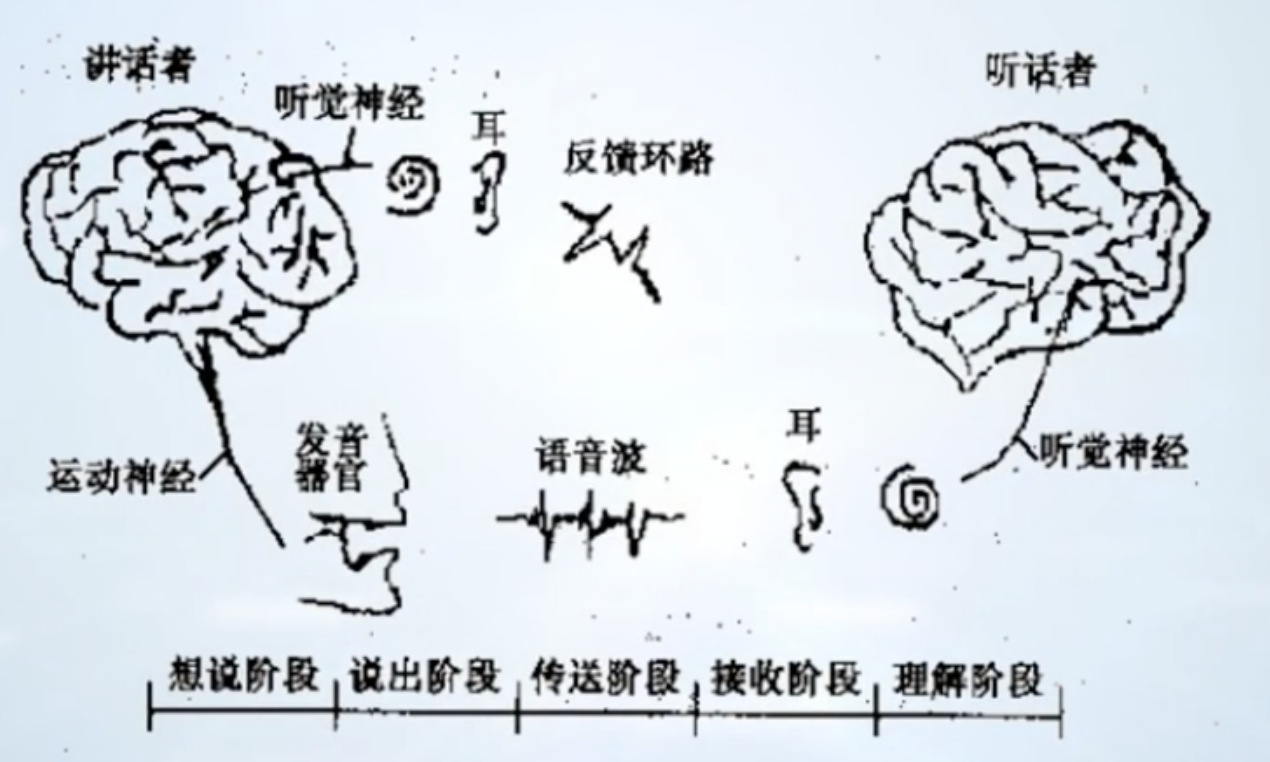 讲话者
听话者
听觉神经
耳
反馈环路
运动神经
发音
器官
语音波
耳
听觉神经
想说阶段
说出阶段
传送阶段
接收阶段
理解阶段